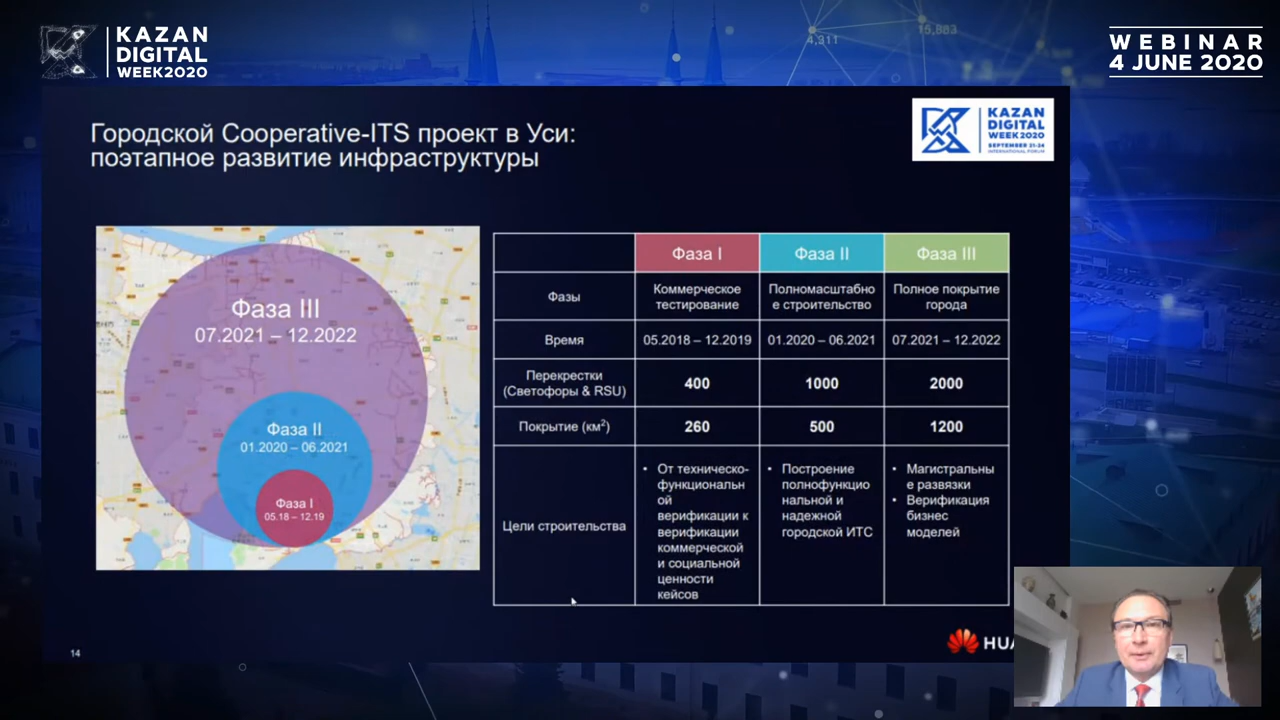 KAZAN
DIGITAL
WEEK2020
WEBINAR
4 JUNE 2020
4,311
15,883
Городской Cooperative-ITS проект в Уси:
поэтапное развитие инфраструктуры
KAZAN
DIGITAL
WEEK2020
SEPTEMBER 21-24
INTERNATIONAL FORUM
Фаза III
07.2021 – 12.2022
Фаза II
01.2020 – 06.2021
Фаза I
05.18 – 12.19
Фаза I
Фаза II
Фаза III
Фазы
Коммерческое
тестирование
Полномасштабно
е строительство
Полное покрытие
города
Время
05.2018 – 12.2019
01.2020 – 06.2021
07.2021 – 12.2022
Перекрестки
(Светофоры & RSU)
400
1000
2000
Покрытие (км²)
260
500
1200
Цели строительства
• От техническо-
функциональн
ой
верификации к
верификации
коммерческой
и социальной
ценности
кейсов
• Построение
полнофункцио
нальной и
надежной
городской ИТС
• Магистральны
е развязки
• Верификация
бизнес
моделей
14